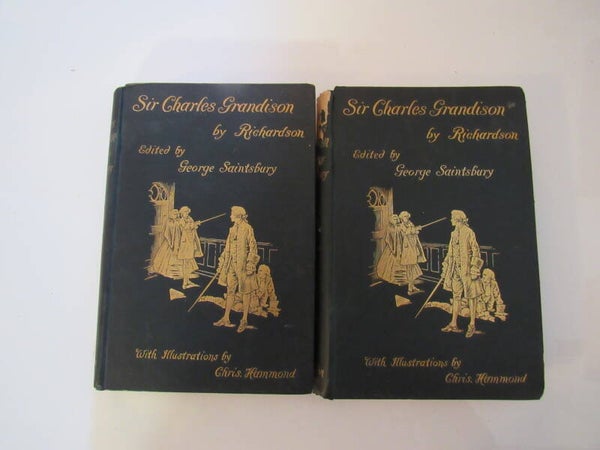 Sir Charles Grandison
by Richardson
Edited by
George Saintsbury
With Illustrations by
Chris. Hammond
Sir Charles Grandison
by Richardson
Edited by
George Saintsbury
With Illustrations by
Chris. Hammond